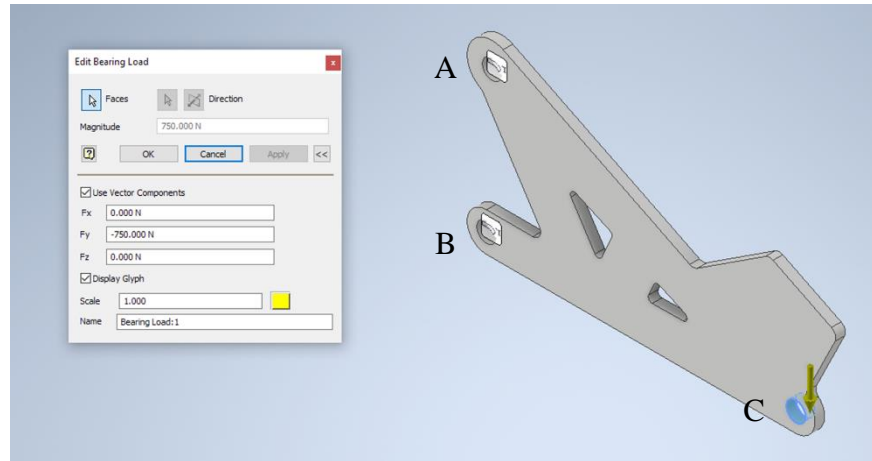 Edit Bearing Load
x
Faces
Direction
Magnitude 750.000 N
OK Cancel Apply <<
Use Vector Components
Fx 0.000 N
Fy -750.000 N
Fz 0.000 N
Display Glyph
Scale 1.000
Name Bearing Load:1
A
B
C